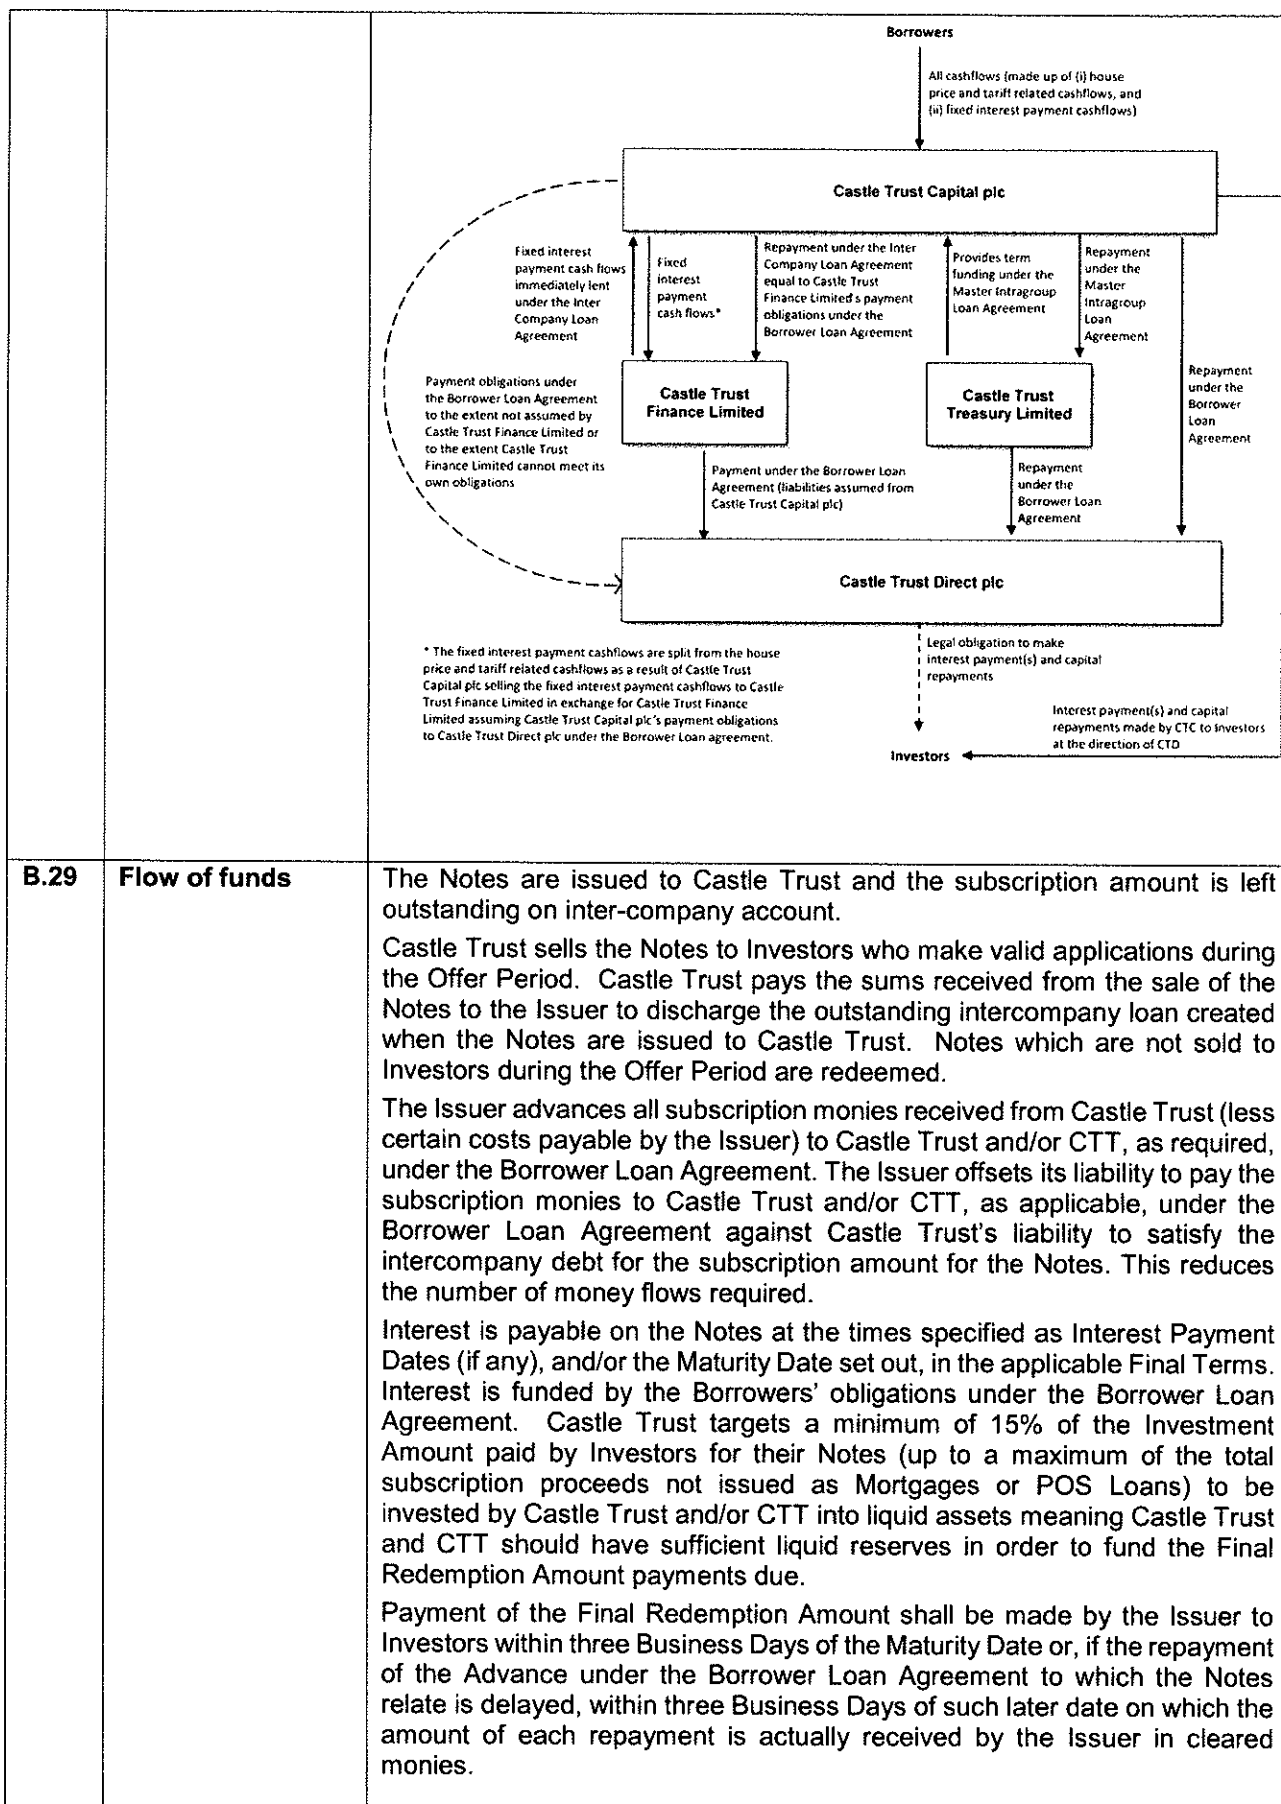 Borrowers
All cashflows (made up of (i) house
price and tariff related cashflows, and
(ii) fixed interest payment cashflows)
Castle Trust Capital plc
Fixed interest
payment cash flows
immediately lent
under the Inter
Company Loan
Agreement
Fixed
interest
payment
cash flows*
Repayment under the Inter
Company Loan Agreement
equal to Castle Trust
Finance Limited's payment
obligations under the
Borrower Loan Agreement
Provides term
funding under the
Master Intragroup
Loan Agreement
Repayment
under the
Master
Intragroup
Loan
Agreement
Repayment
under the
Borrower
Loan
Agreement
Payment obligations under
the Borrower Loan Agreement
to the extent not assumed by
Castle Trust Finance Limited or
to the extent Castle Trust
Finance Limited cannot meet its
own obligations
Castle Trust
Finance Limited
Castle Trust
Treasury Limited
Payment under the Borrower Loan
Agreement (liabilities assumed from
Castle Trust Capital plc)
Repayment
under the
Borrower Loan
Agreement
Castle Trust Direct plc
* The fixed interest payment cashflows are split from the house
price and tariff related cashflows as a result of Castle Trust
Capital plc selling the fixed interest payment cashflows to Castle
Trust Finance Limited in exchange for Castle Trust Finance
Limited assuming Castle Trust Capital plc's payment obligations
to Castle Trust Direct plc under the Borrower Loan agreement.
Legal obligation to make
interest payment(s) and capital
repayments
Interest payment(s) and capital
repayments made by CTC to investors
at the direction of CTD
Investors
B.29 Flow of funds
The Notes are issued to Castle Trust and the subscription amount is left
outstanding on inter-company account.
Castle Trust sells the Notes to Investors who make valid applications during
the Offer Period. Castle Trust pays the sums received from the sale of the
Notes to the Issuer to discharge the outstanding intercompany loan created
when the Notes are issued to Castle Trust. Notes which are not sold to
Investors during the Offer Period are redeemed.
The Issuer advances all subscription monies received from Castle Trust (less
certain costs payable by the Issuer) to Castle Trust and/or CTT, as required,
under the Borrower Loan Agreement. The Issuer offsets its liability to pay the
subscription monies to Castle Trust and/or CTT, as applicable, under the
Borrower Loan Agreement against Castle Trust's liability to satisfy the
intercompany debt for the subscription amount for the Notes. This reduces
the number of money flows required.
Interest is payable on the Notes at the times specified as Interest Payment
Dates (if any), and/or the Maturity Date set out, in the applicable Final Terms.
Interest is funded by the Borrowers' obligations under the Borrower Loan
Agreement. Castle Trust targets a minimum of 15% of the Investment
Amount paid by Investors for their Notes (up to a maximum of the total
subscription proceeds not issued as Mortgages or POS Loans) to be
invested by Castle Trust and/or CTT into liquid assets meaning Castle Trust
and CTT should have sufficient liquid reserves in order to fund the Final
Redemption Amount payments due.
Payment of the Final Redemption Amount shall be made by the Issuer to
Investors within three Business Days of the Maturity Date or, if the repayment
of the Advance under the Borrower Loan Agreement to which the Notes
relate is delayed, within three Business Days of such later date on which the
amount of each repayment is actually received by the Issuer in cleared
monies.